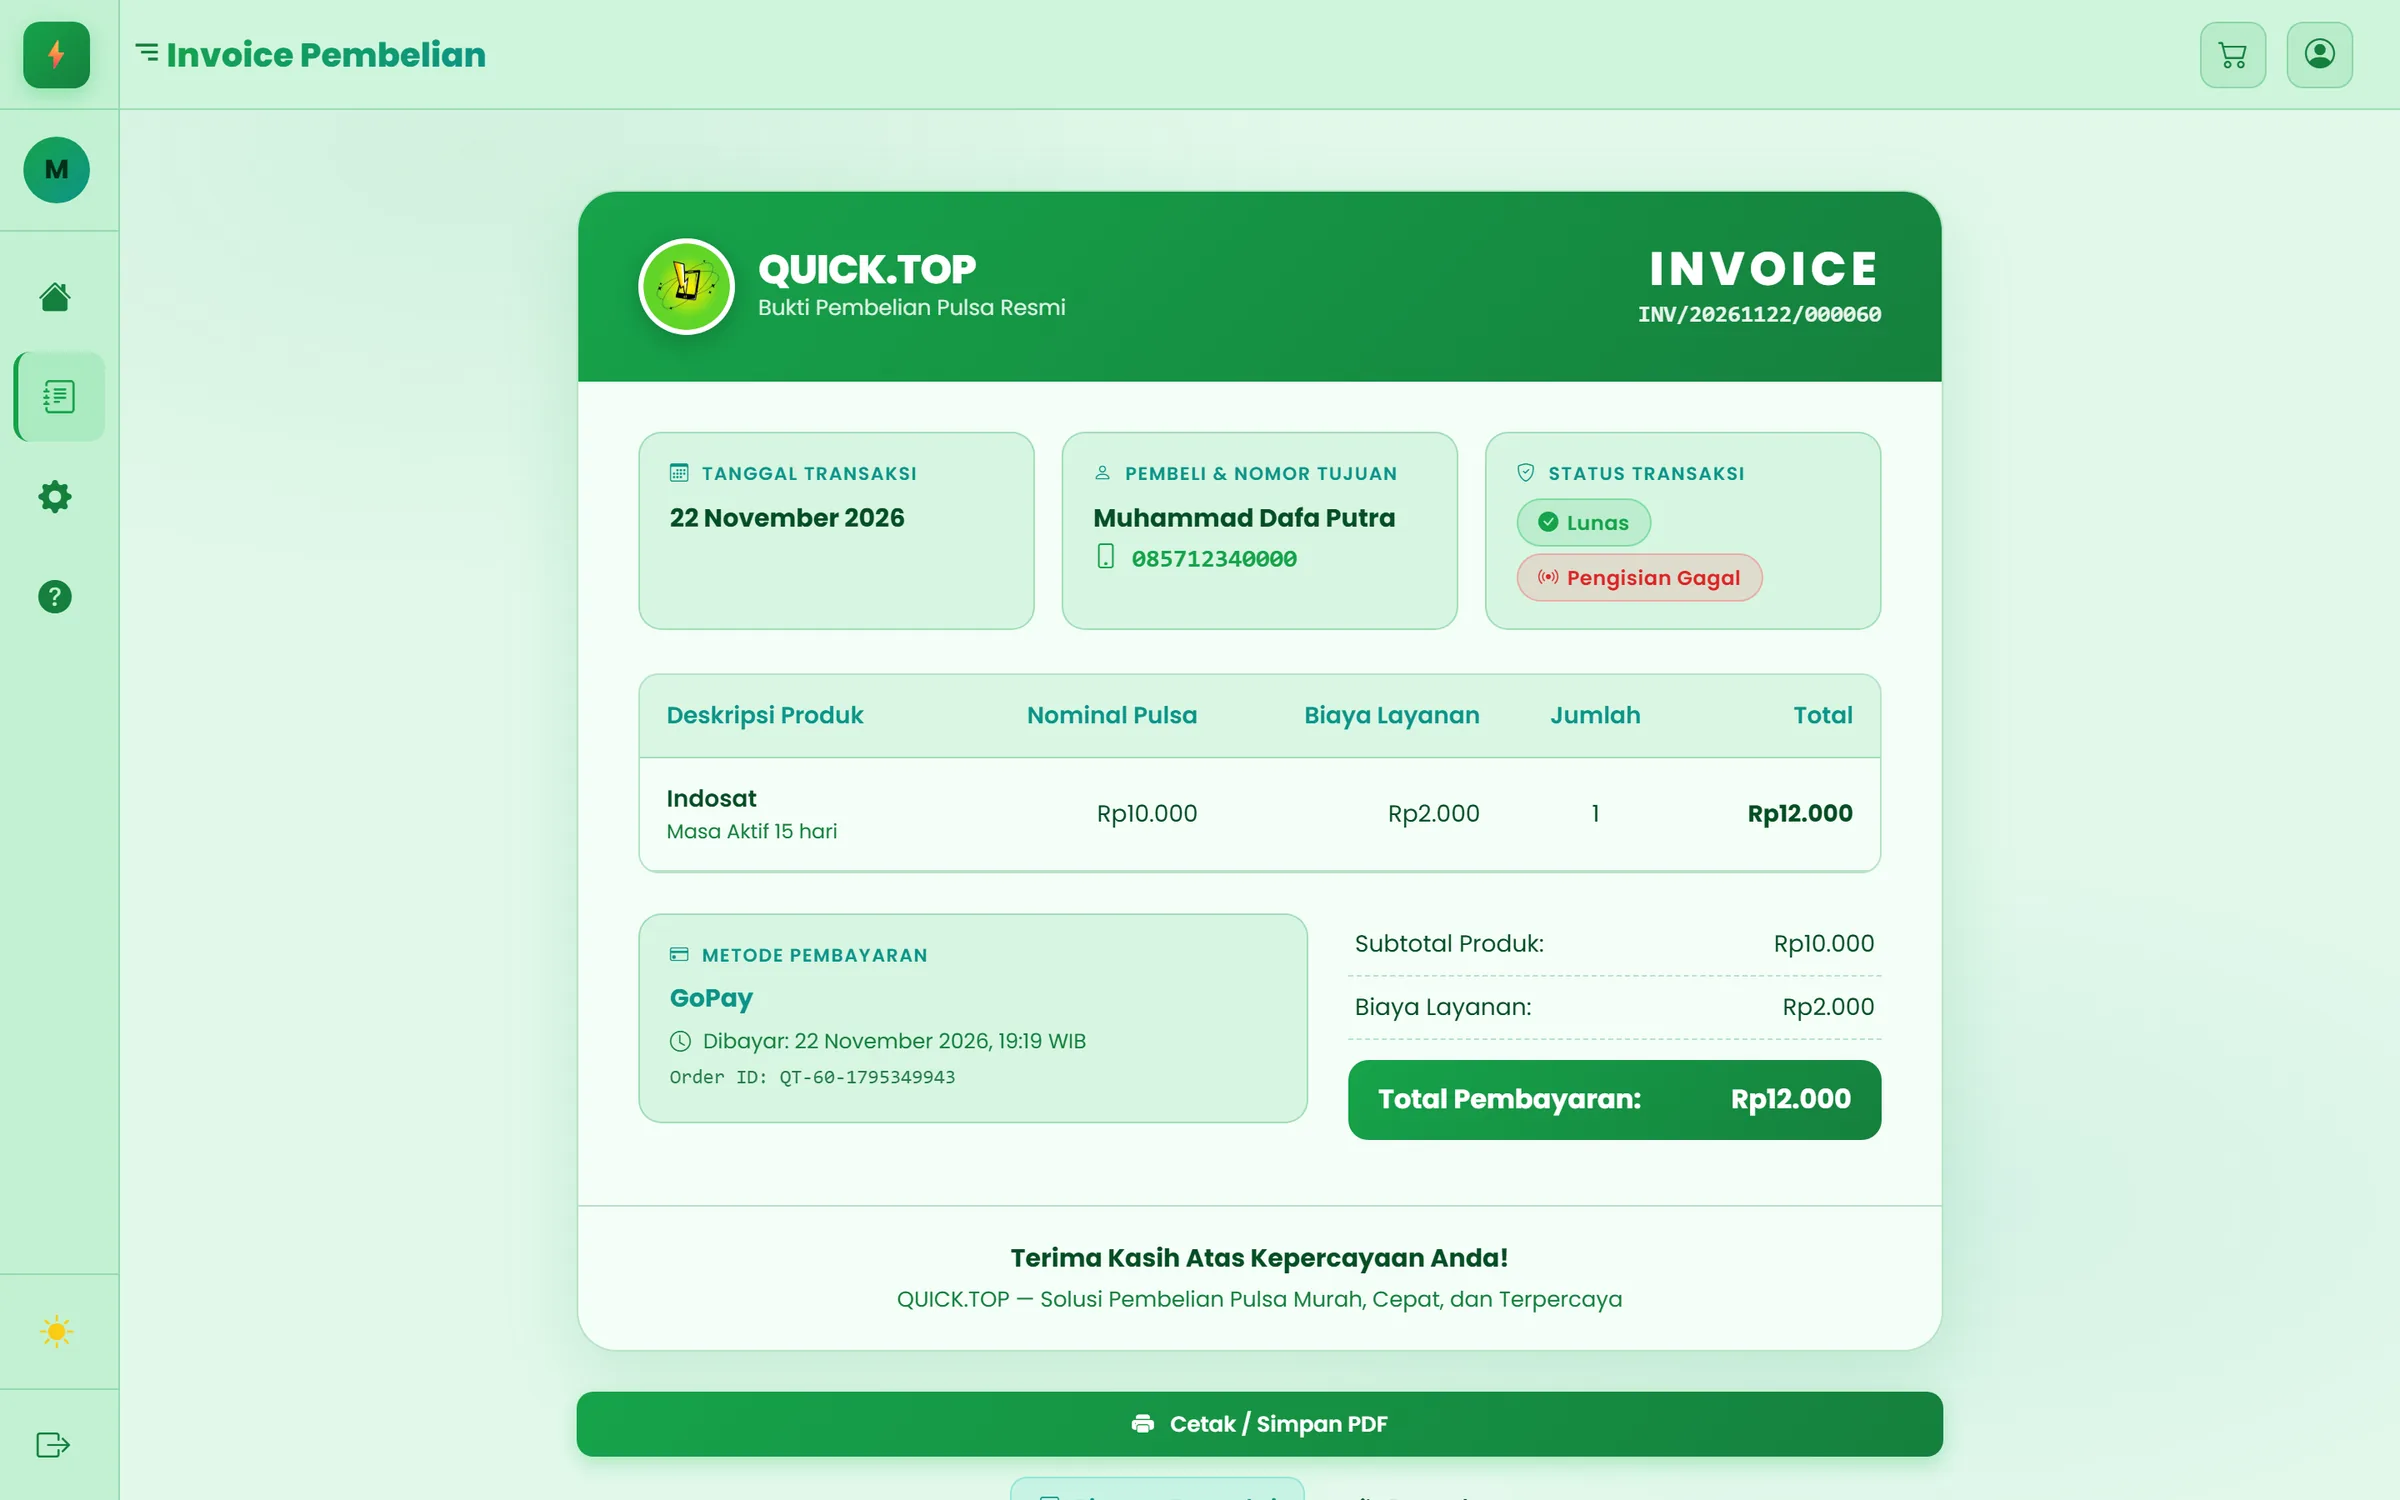 Invoice Pembelian
M
QUICK.TOP
Bukti Pembelian Pulsa Resmi
INVOICE
INV/20261122/000060
TANGGAL TRANSAKSI
22 November 2026
PEMBELI & NOMOR TUJUAN
Muhammad Dafa Putra
085712340000
STATUS TRANSAKSI
Lunas
Pengisian Gagal
Deskripsi Produk Nominal Pulsa Biaya Layanan Jumlah Total
Indosat
Masa Aktif 15 hari
Rp10.000 Rp2.000 1 Rp12.000
METODE PEMBAYARAN
GoPay
Dibayar: 22 November 2026, 19:19 WIB
Order ID: QT-60-1795349943
Subtotal Produk: Rp10.000
Biaya Layanan: Rp2.000
Total Pembayaran: Rp12.000
Terima Kasih Atas Kepercayaan Anda!
QUICK.TOP — Solusi Pembelian Pulsa Murah, Cepat, dan Terpercaya
Cetak / Simpan PDF